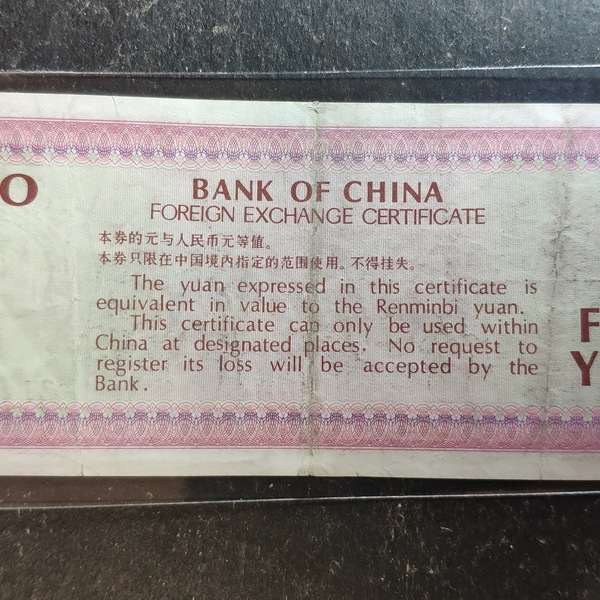 O
BANK OF CHINA
FOREIGN EXCHANGE CERTIFICATE
本券的元与人民币元等值。
本券只限在中国境内指定的范围使用。不得挂失。
The yuan expressed in this certificate is
equivalent in value to the Renminbi yuan.
This certificate can only be used within
China at designated places. No request to
register its loss will be accepted by the
Bank.
F
Y